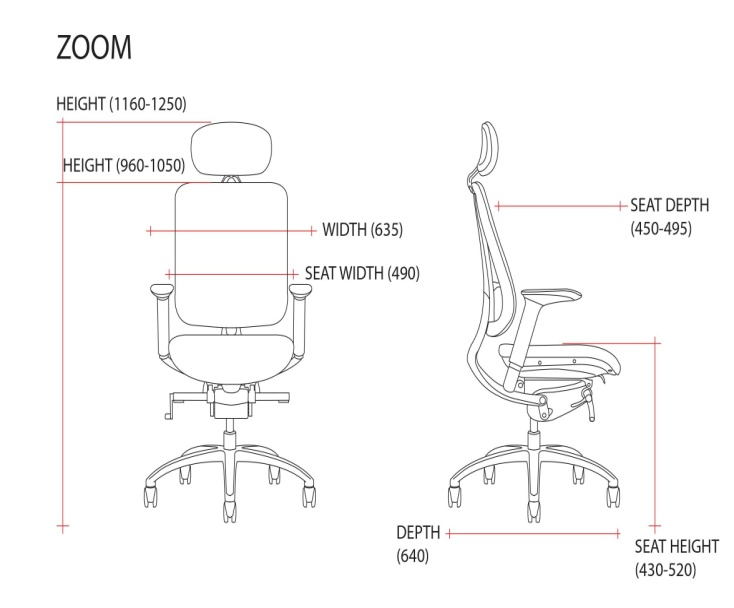 ZOOM
HEIGHT (1160-1250)
HEIGHT (960-1050)
WIDTH (635)
SEAT WIDTH (490)
SEAT DEPTH
(450-495)
DEPTH
(640)
SEAT HEIGHT
(430-520)